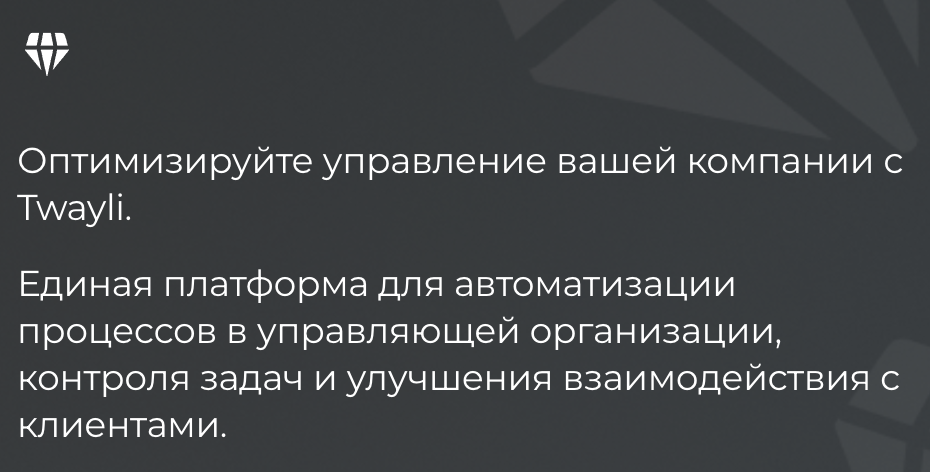 Оптимизируйте управление вашей компании с
Twayli.
Единая платформа для автоматизации
процессов в управляющей организации,
контроля задач и улучшения взаимодействия с
клиентами.